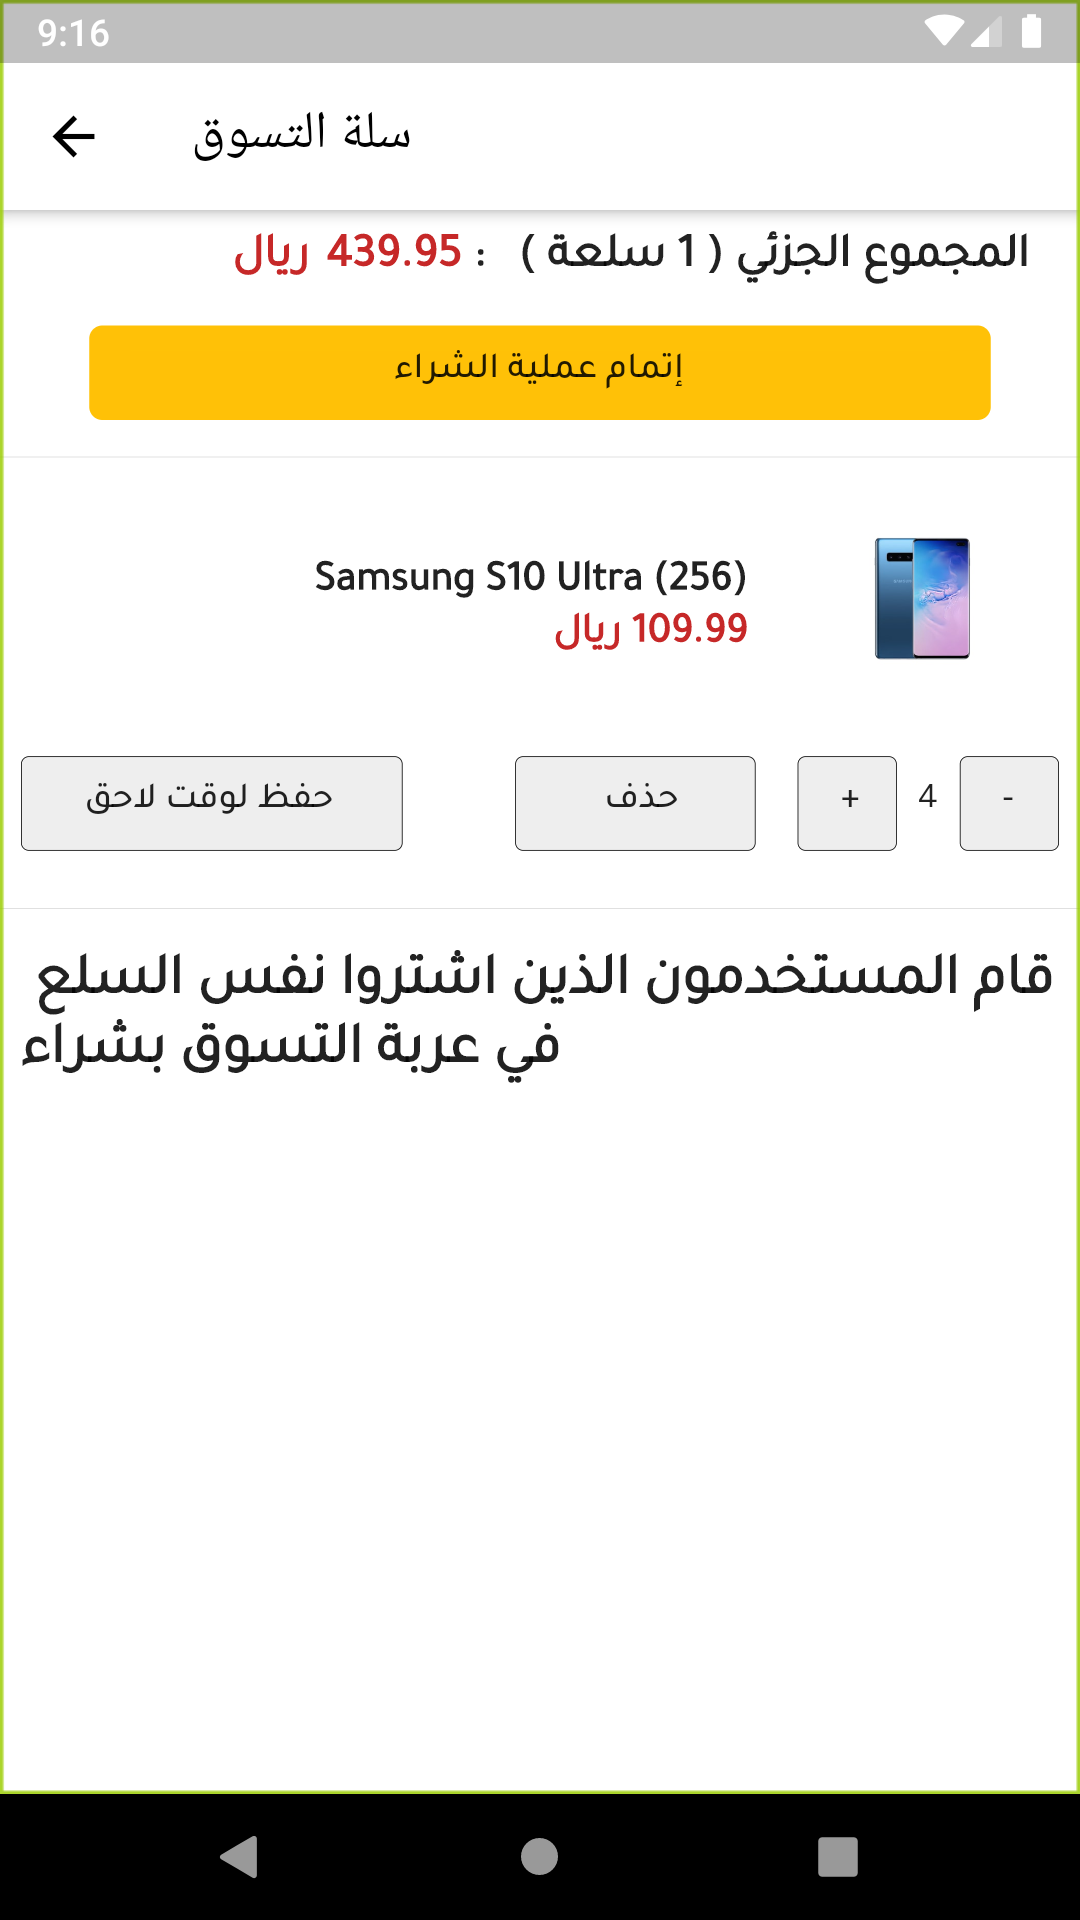 9:16
سلة التسوق
المجموع الجزئي ( 1 سلعة ) : 439.95 ريال
إتمام عملية الشراء
Samsung S10 Ultra (256)
109.99 ريال
- 4 + حذف حفظ لوقت لاحق
قام المستخدمون الذين اشتروا نفس السلع
في عربة التسوق بشراء